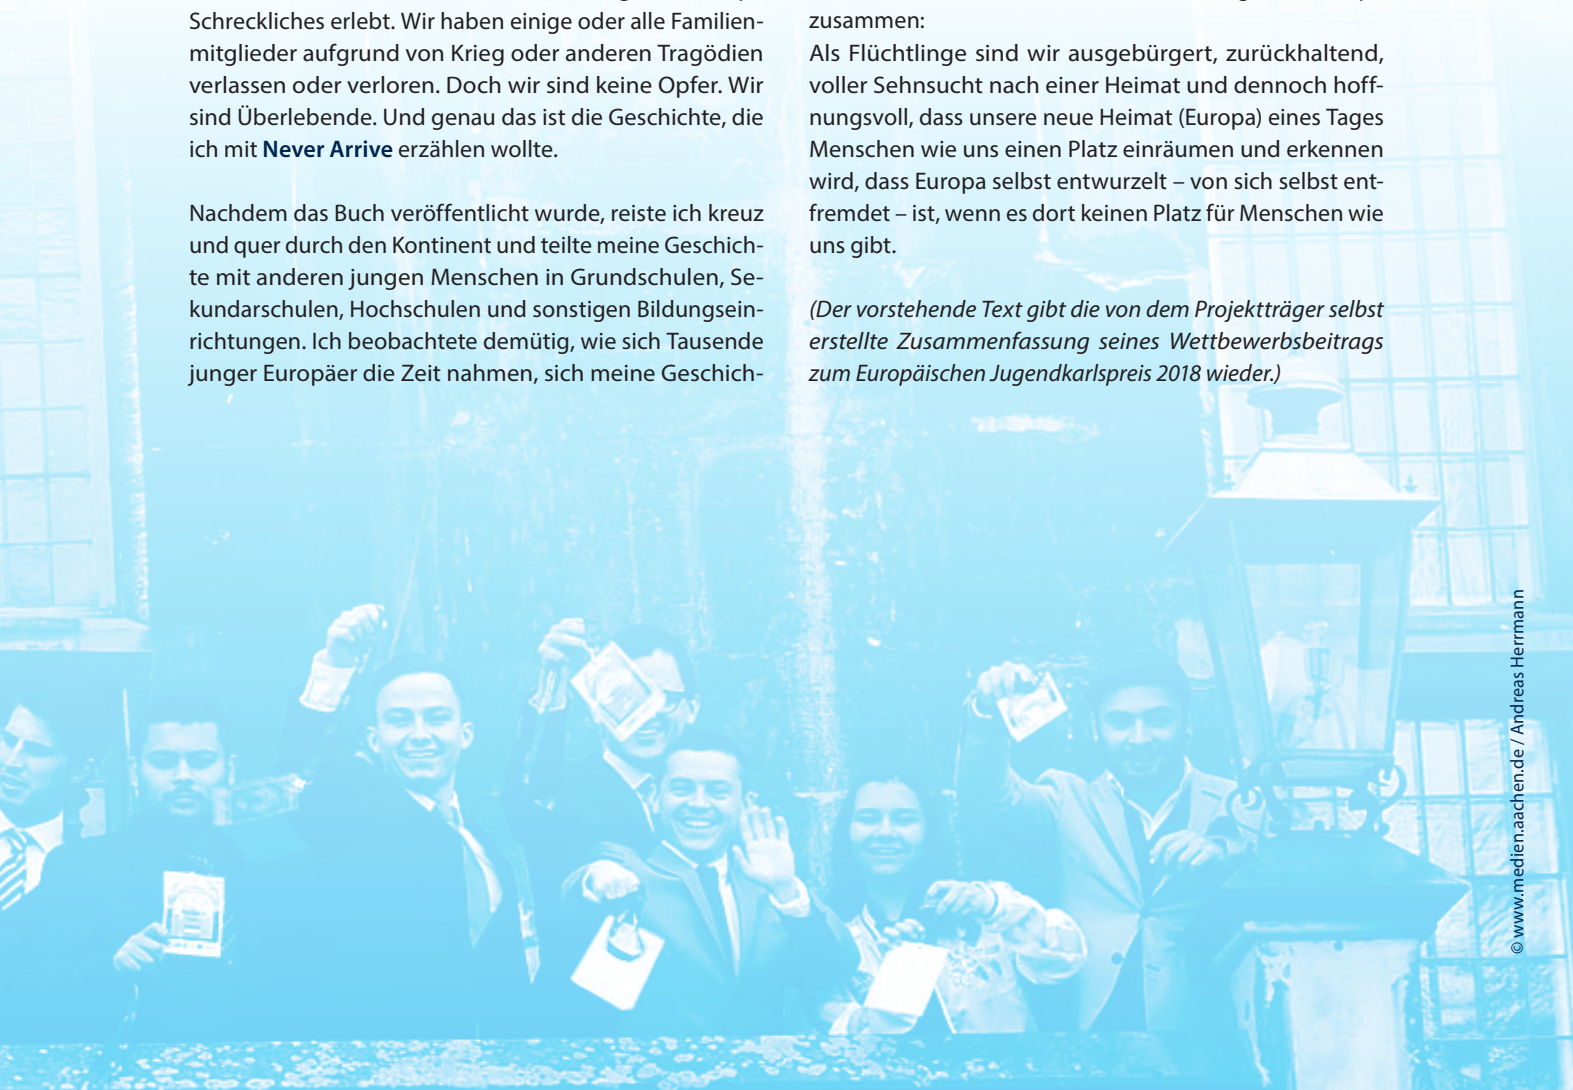 Schreckliches erlebt. Wir haben einige oder alle Familien-
mitglieder aufgrund von Krieg oder anderen Tragödien
verlassen oder verloren. Doch wir sind keine Opfer. Wir
sind Überlebende. Und genau das ist die Geschichte, die
ich mit Never Arrive erzählen wollte.
Nachdem das Buch veröffentlicht wurde, reiste ich kreuz
und quer durch den Kontinent und teilte meine Geschich-
te mit anderen jungen Menschen in Grundschulen, Se-
kundarschulen, Hochschulen und sonstigen Bildungsein-
richtungen. Ich beobachtete demütig, wie sich Tausende
junger Europäer die Zeit nahmen, sich meine Geschich-
zusammen:
Als Flüchtlinge sind wir ausgebürgert, zurückhaltend,
voller Sehnsucht nach einer Heimat und dennoch hoff-
nungsvoll, dass unsere neue Heimat (Europa) eines Tages
Menschen wie uns einen Platz einräumen und erkennen
wird, dass Europa selbst entwurzelt – von sich selbst ent-
fremdet – ist, wenn es dort keinen Platz für Menschen wie
uns gibt.
(Der vorstehende Text gibt die von dem Projektträger selbst
erstellte Zusammenfassung seines Wettbewerbsbeitrags
zum Europäischen Jugendkarlspreis 2018 wieder.)
© www.medien.aachen.de / Andreas Herrmann